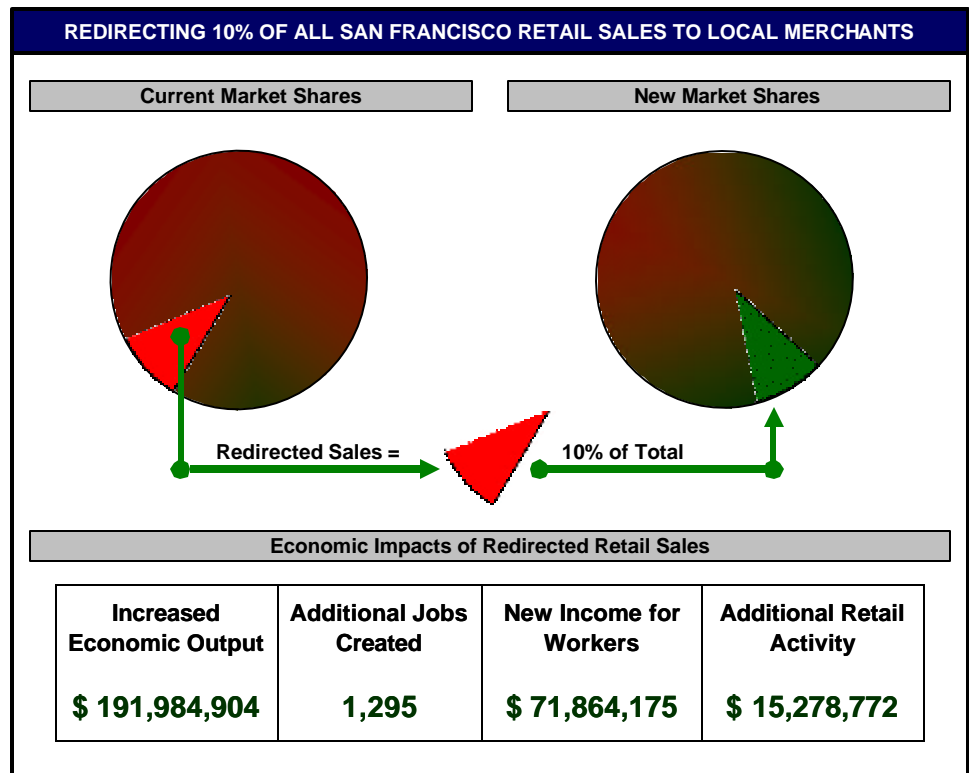 REDIRECTING 10% OF ALL SAN FRANCISCO RETAIL SALES TO LOCAL MERCHANTS
Current Market Shares
New Market Shares
Redirected Sales =
10% of Total
Economic Impacts of Redirected Retail Sales
Increased
Economic Output
$ 191,984,904
Additional Jobs
Created
1,295
New Income for
Workers
$ 71,864,175
Additional Retail
Activity
$ 15,278,772